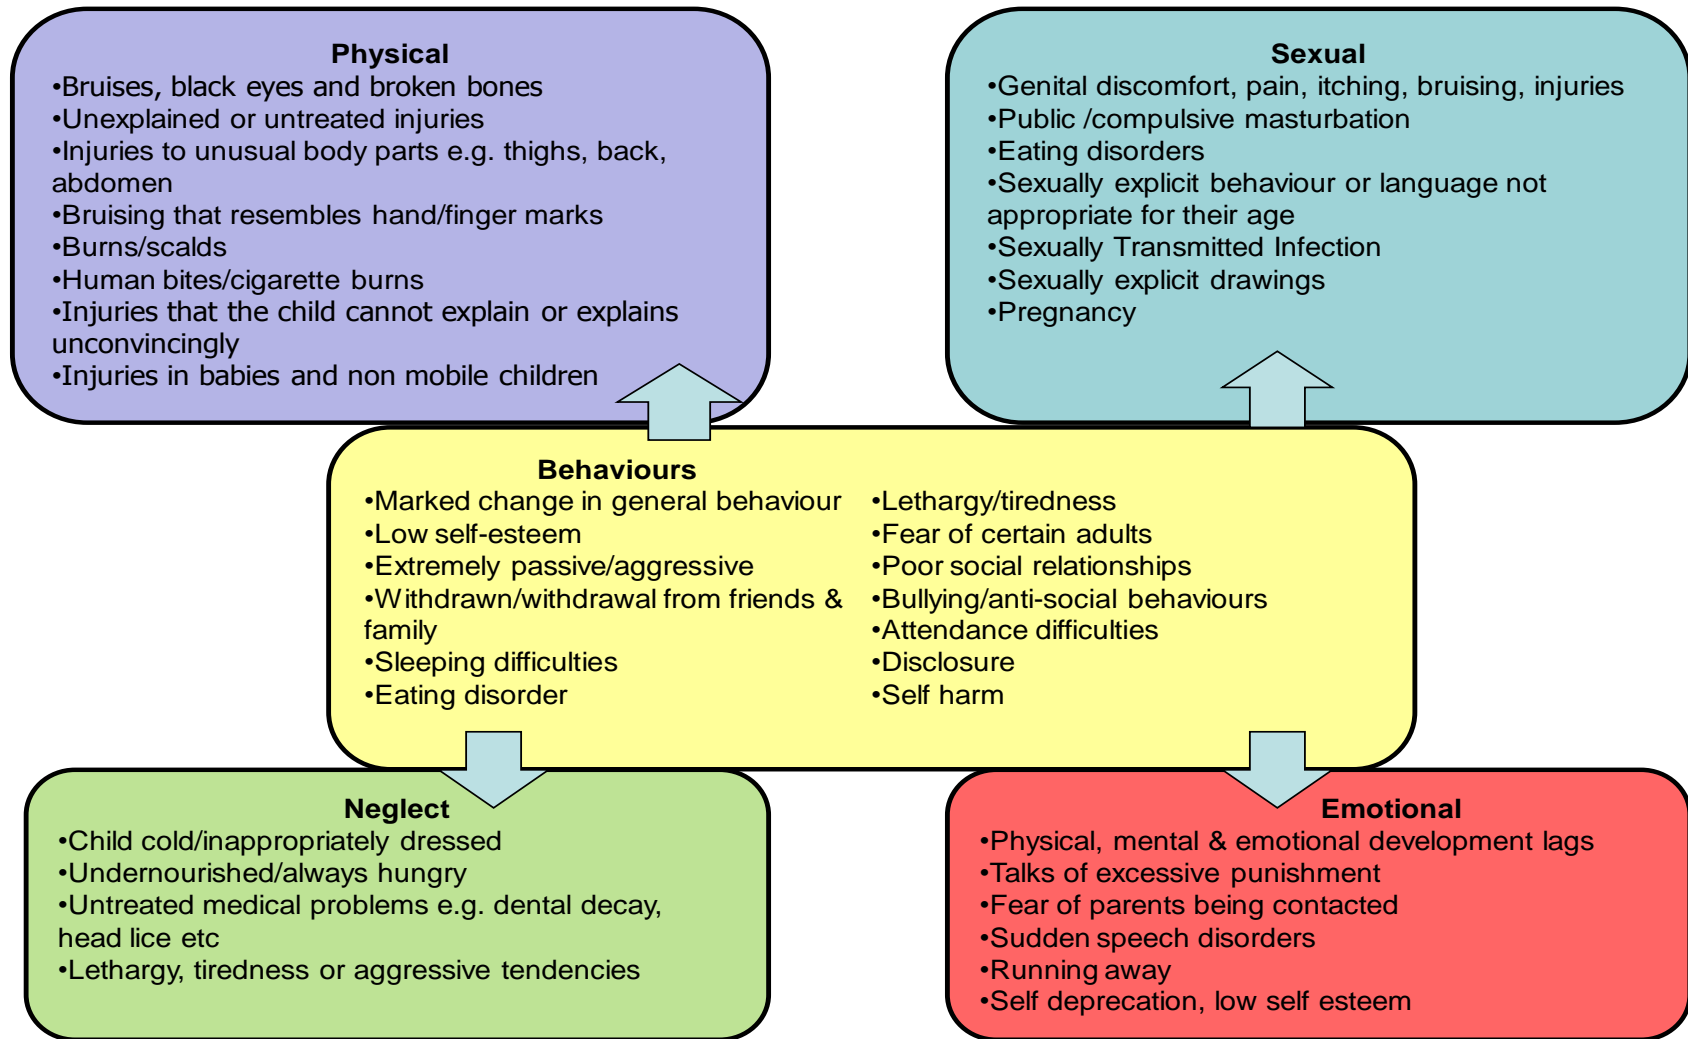 Physical
•Bruises, black eyes and broken bones
•Unexplained or untreated injuries
•Injuries to unusual body parts e.g. thighs, back,
abdomen
•Bruising that resembles hand/finger marks
•Burns/scalds
•Human bites/cigarette burns
•Injuries that the child cannot explain or explains
unconvincingly
•Injuries in babies and non mobile children
Sexual
•Genital discomfort, pain, itching, bruising, injuries
•Public /compulsive masturbation
•Eating disorders
•Sexually explicit behaviour or language not
appropriate for their age
•Sexually Transmitted Infection
•Sexually explicit drawings
•Pregnancy
Behaviours
•Marked change in general behaviour
•Low self-esteem
•Extremely passive/aggressive
•Withdrawn/withdrawal from friends &
family
•Sleeping difficulties
•Eating disorder
•Lethargy/tiredness
•Fear of certain adults
•Poor social relationships
•Bullying/anti-social behaviours
•Attendance difficulties
•Disclosure
•Self harm
Neglect
•Child cold/inappropriately dressed
•Undernourished/always hungry
•Untreated medical problems e.g. dental decay,
head lice etc
•Lethargy, tiredness or aggressive tendencies
Emotional
•Physical, mental & emotional development lags
•Talks of excessive punishment
•Fear of parents being contacted
•Sudden speech disorders
•Running away
•Self deprecation, low self esteem